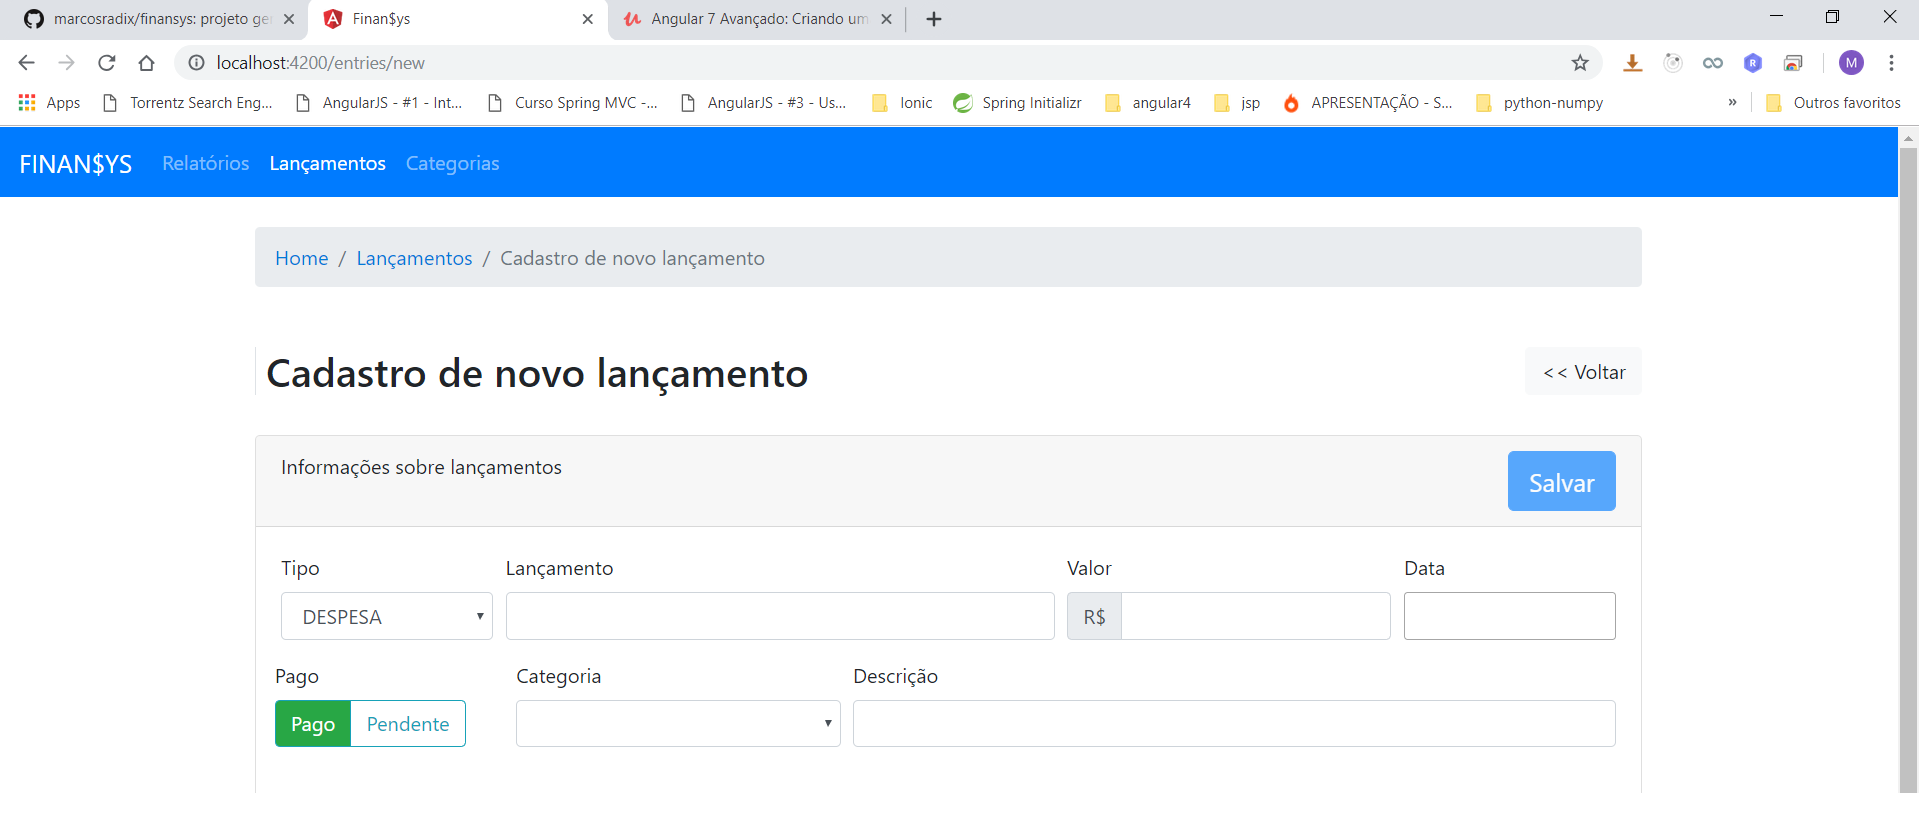 marcosradix/finansys: projeto ge
Finan$ys
Angular 7 Avançado: Criando um
localhost:4200/entries/new
M
Apps
Torrentz Search Eng...
AngularJS - #1 - Int...
Curso Spring MVC -...
AngularJS - #3 - Us...
Ionic
Spring Initializr
angular4
jsp
APRESENTAÇÃO - S...
python-numpy
»
Outros favoritos
FINAN$YS
Relatórios
Lançamentos
Categorias
Home / Lançamentos / Cadastro de novo lançamento
Cadastro de novo lançamento
<< Voltar
Informações sobre lançamentos
Salvar
Tipo
Lançamento
Valor
Data
DESPESA
R$
Pago
Categoria
Descrição
Pago
Pendente